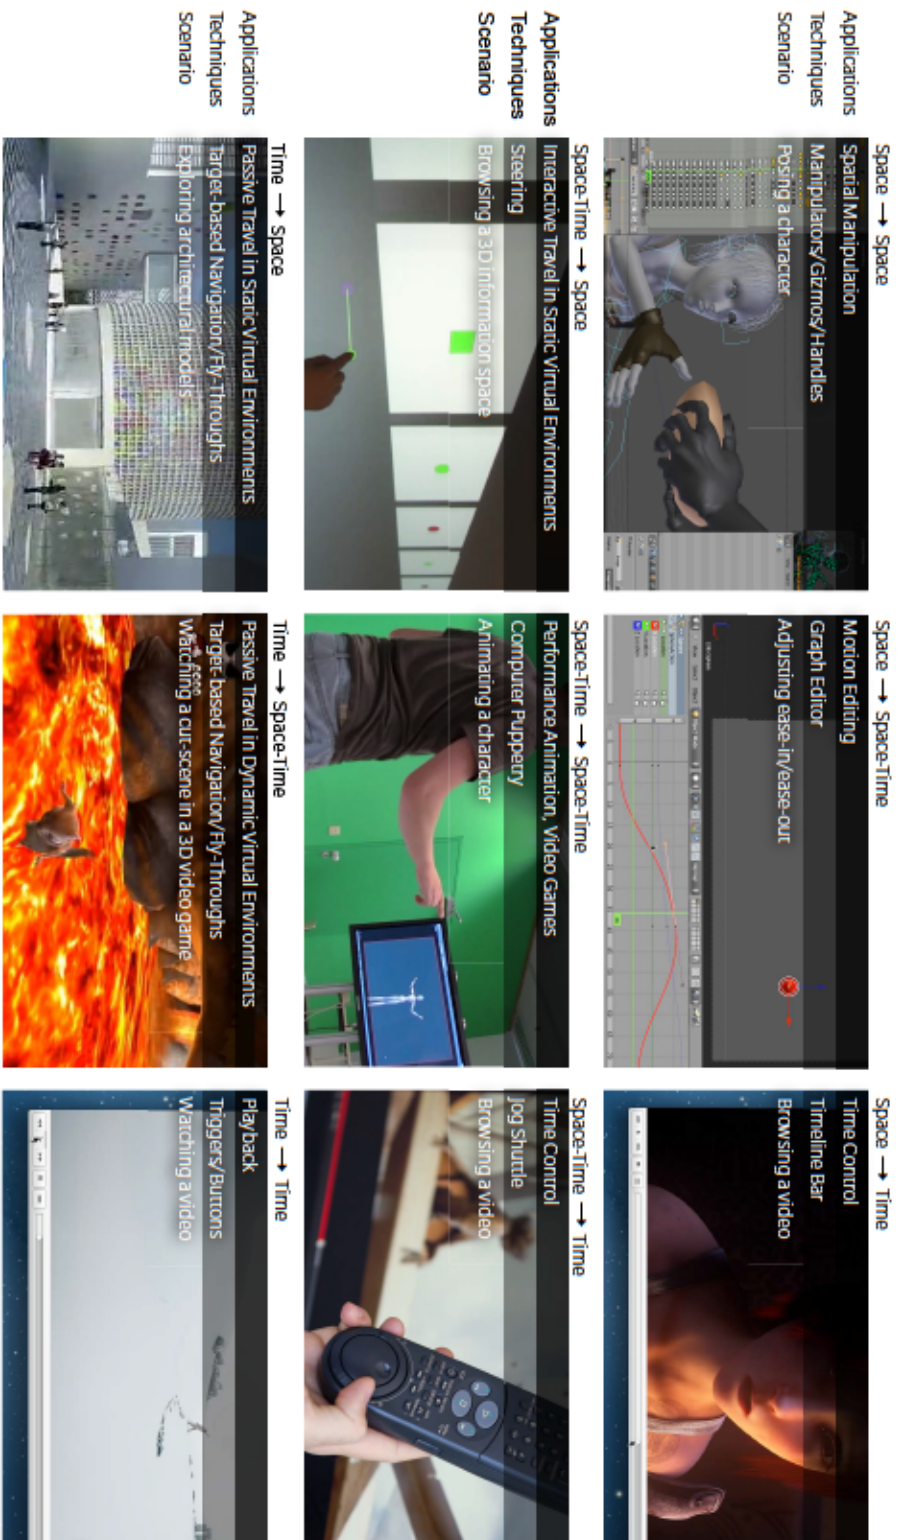 Space → Space
Applications
Spatial Manipulation
Techniques
Manipulators/Gizmos/Handles
Scenario
Posing a character
Space → Space-Time
Motion Editing
Graph Editor
Adjusting ease-in/ease-out
Space → Time
Time Control
Timeline Bar
Browsing a video
Space-Time → Space
Applications
Interactive Travel in Static Virtual Environments
Techniques
Steering
Scenario
Browsing a 3D information space
Space-Time → Space-Time
Performance Animation, Video Games
Computer Puppetry
Animating a character
Space-Time → Time
Time Control
Jog Shuttle
Browsing a video
Time → Space
Applications
Passive Travel in Static Virtual Environments
Techniques
Target-based Navigation/Fly-Throughs
Scenario
Exploring architectural models
Time → Space-Time
Passive Travel in Dynamic Virtual Environments
Target-based Navigation/Fly-Throughs
Watching a cut-scene in a 3D video game
Time → Time
Playback
Triggers/Buttons
Watching a video